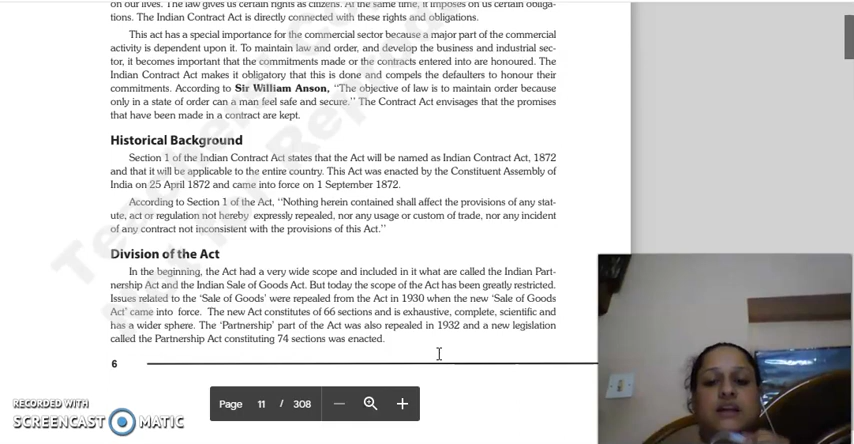 on our lives. The law gives us certain rights as citizens. At the same time, it imposes on us certain obliga-
tions. The Indian Contract Act is directly connected with these rights and obligations.
This act has a special importance for the commercial sector because a major part of the commercial
activity is dependent upon it. To maintain law and order, and develop the business and industrial sec-
tor, it becomes important that the commitments made or the contracts entered into are honoured. The
Indian Contract Act makes it obligatory that this is done and compels the defaulters to honour their
commitments. According to Sir William Anson, "The objective of law is to maintain order because
only in a state of order can a man feel safe and secure." The Contract Act envisages that the promises
that have been made in a contract are kept.
Historical Background
Section 1 of the Indian Contract Act states that the Act will be named as Indian Contract Act, 1872
and that it will be applicable to the entire country. This Act was enacted by the Constituent Assembly of
India on 25 April 1872 and came into force on 1 September 1872.
According to Section 1 of the Act, "Nothing herein contained shall affect the provisions of any stat-
ute, act or regulation not hereby expressly repealed, nor any usage or custom of trade, nor any incident
of any contract not inconsistent with the provisions of this Act."
Division of the Act
In the beginning, the Act had a very wide scope and included in it what are called the Indian Part-
nership Act and the Indian Sale of Goods Act. But today the scope of the Act has been greatly restricted.
Issues related to the 'Sale of Goods' were repealed from the Act in 1930 when the new 'Sale of Goods
Act' came into force. The new Act constitutes of 66 sections and is exhaustive, complete, scientific and
has a wider sphere. The 'Partnership' part of the Act was also repealed in 1932 and a new legislation
called the Partnership Act constituting 74 sections was enacted.
6
Page 11 / 308
RECORDED WITH
SCREENCAST MATIC